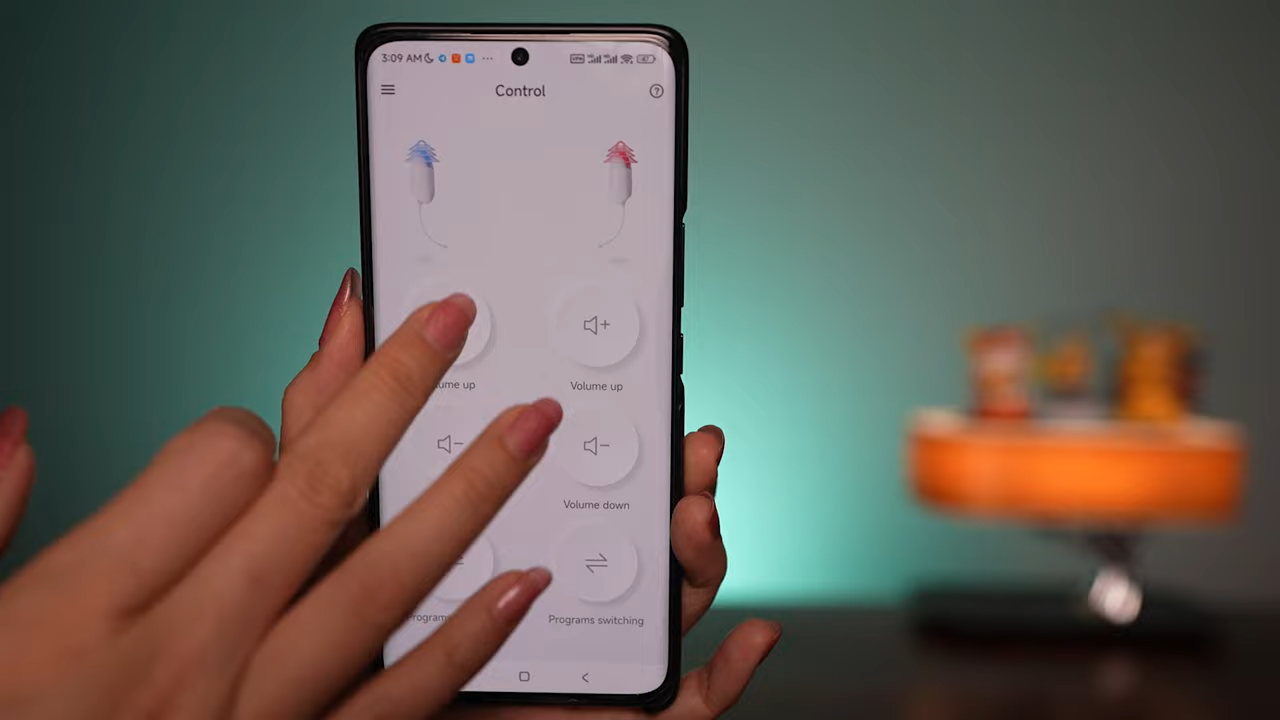 3:09 AM
Control
Volume up
Volume down
Programs switching